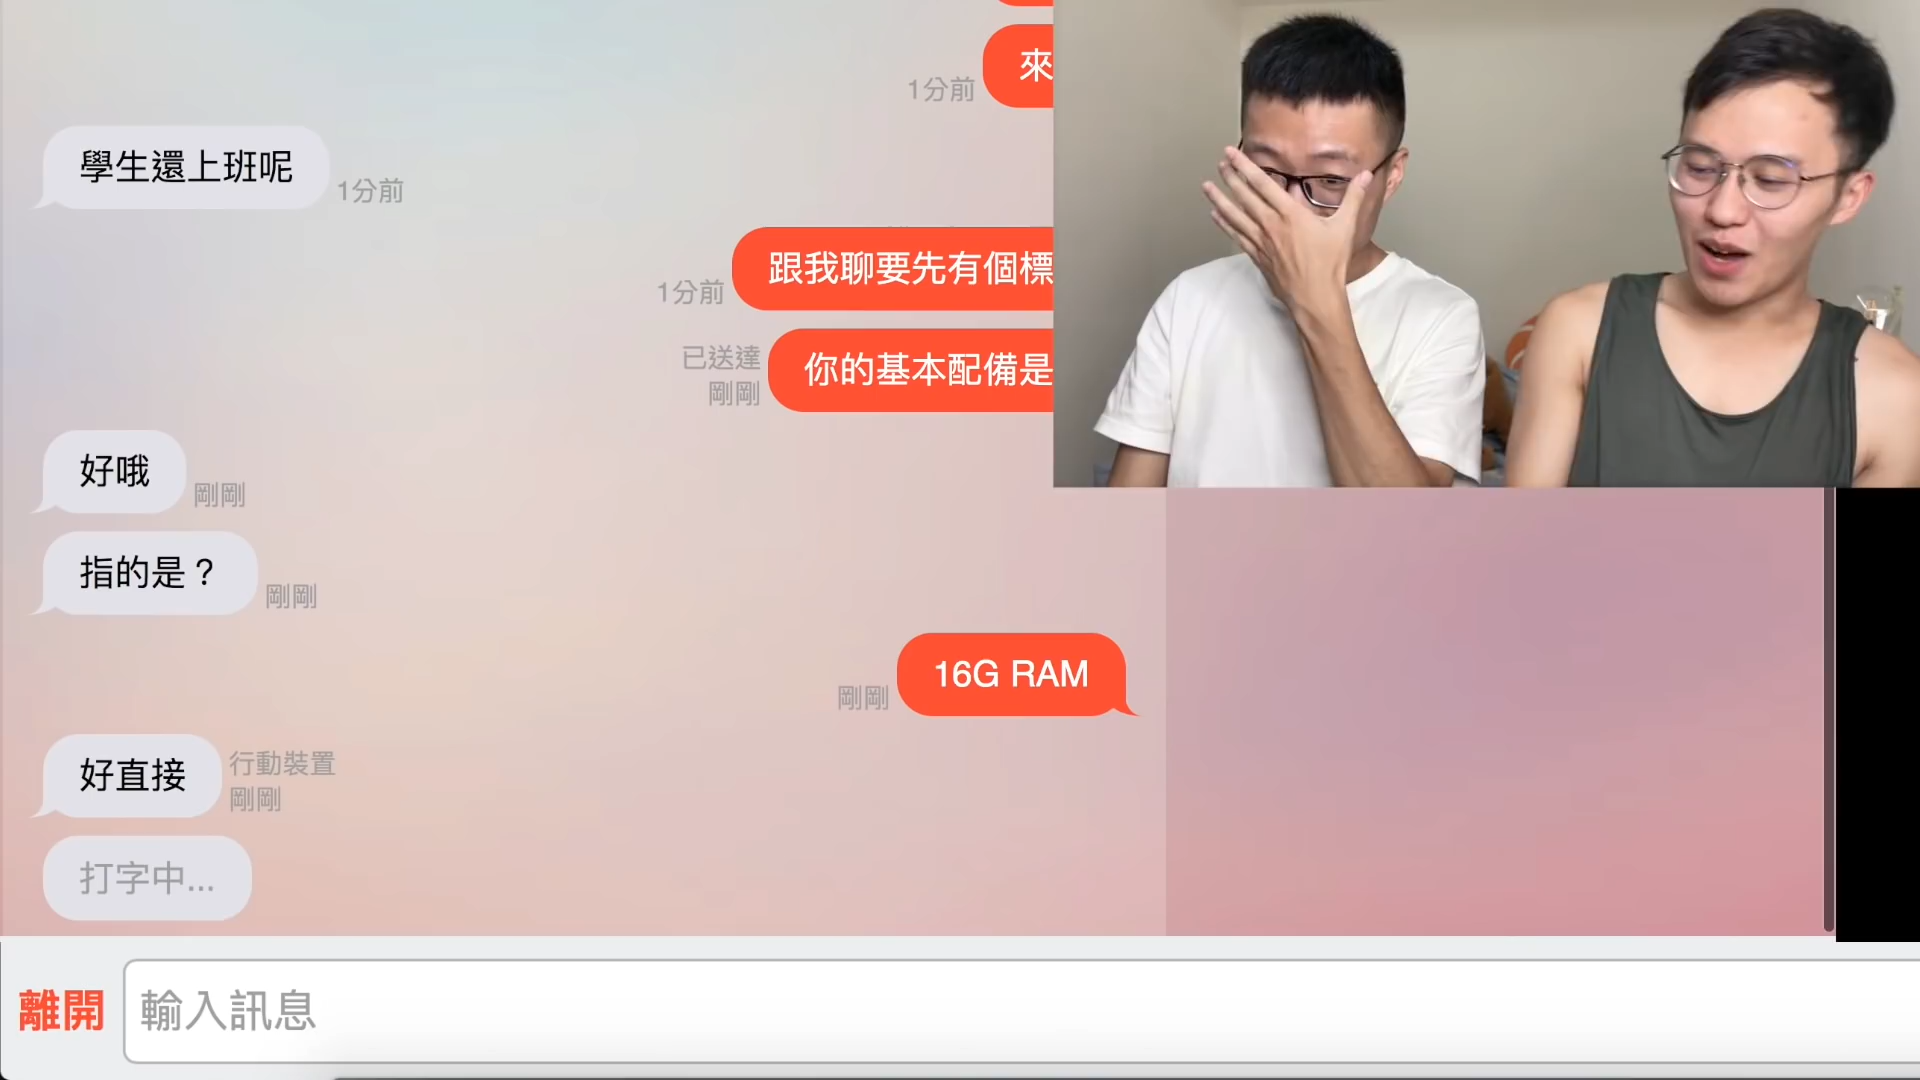 來
1分前
學生還上班呢
1分前
跟我聊要先有個標
1分前
你的基本配備是
已送達
剛剛
好哦
剛剛
指的是？
剛剛
16G RAM
剛剛
好直接
行動裝置
剛剛
打字中...
離開
輸入訊息